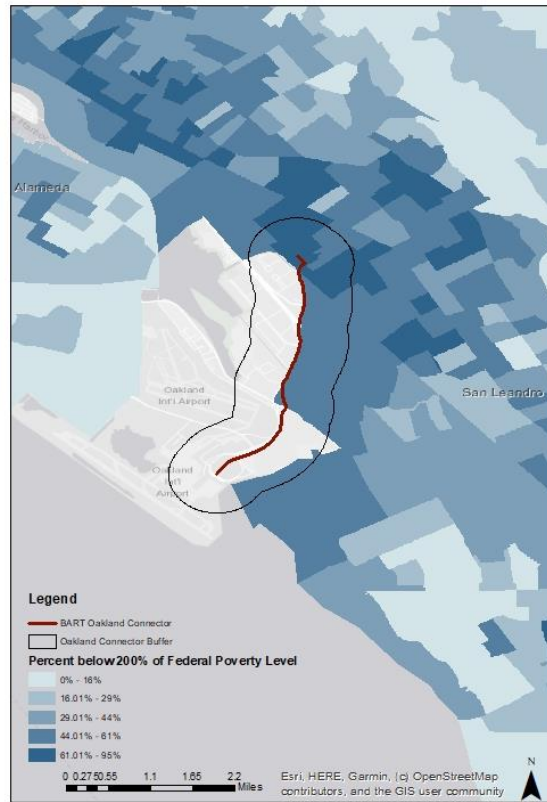 Alameda
San Leandro
Oakland
Int'l Airport
Oakland
Int'l
Airport
Legend
BART Oakland Connector
Oakland Connector Buffer
Percent below200% of Federal Poverty Level
0% - 16%
16.01% - 29%
29.01% - 44%
44.01% - 61%
61.01% - 95%
0 0.275 0.55 1.1 1.65 2.2
Miles
Esri, HERE, Garmin, (c) OpenStreetMap
contributors, and the GIS user community
N